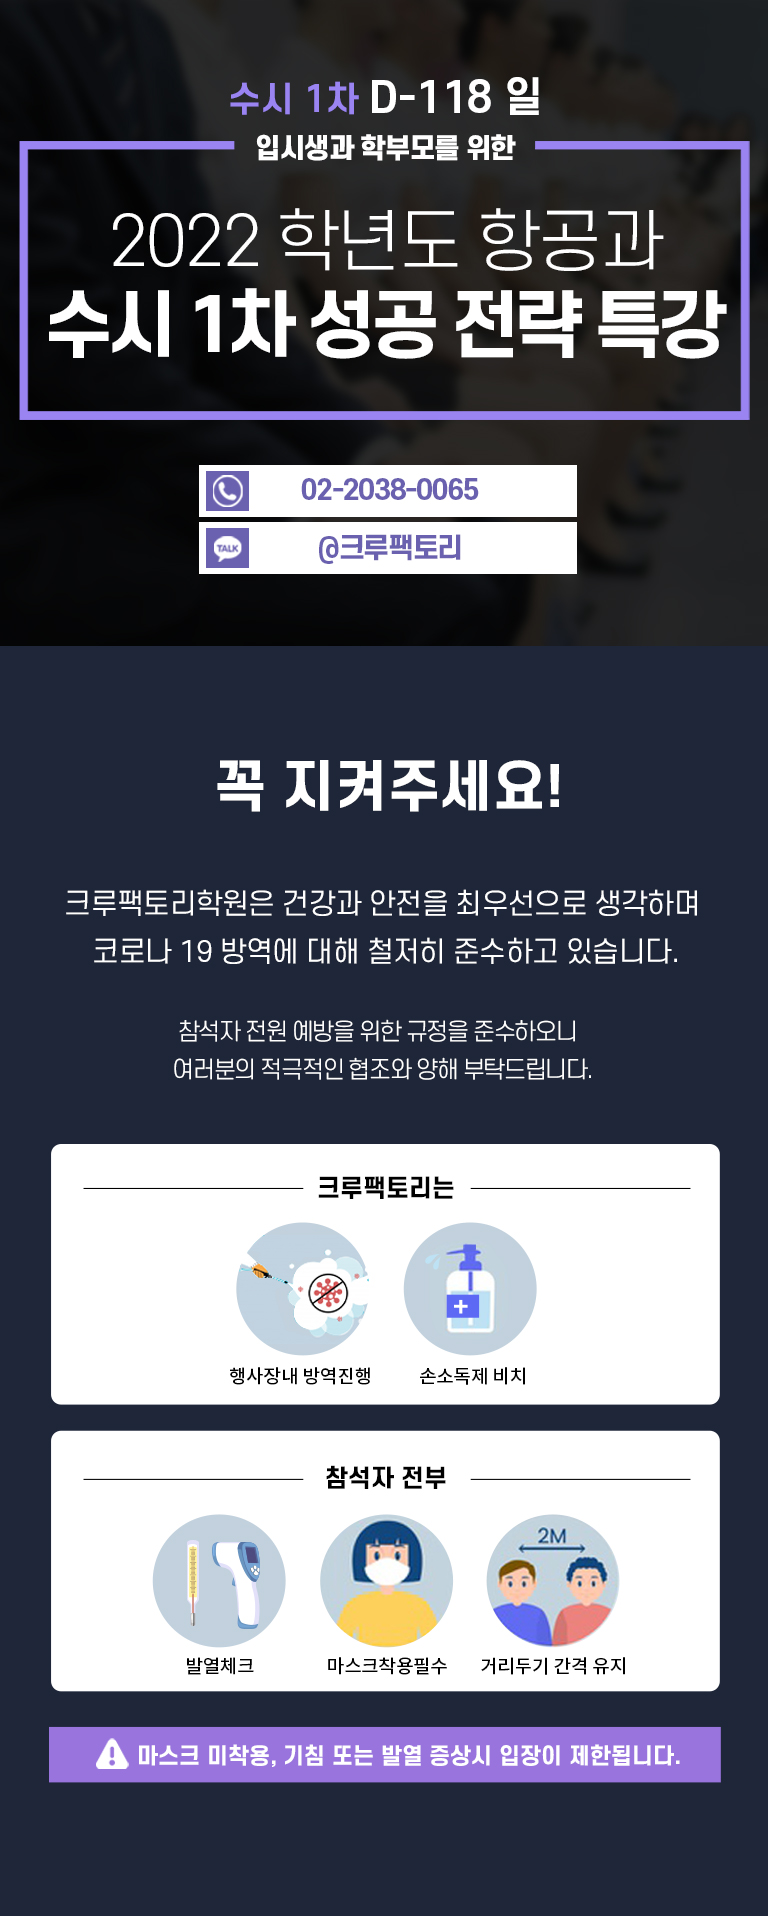 수시 1차 D-118 일
입시생과 학부모를 위한
2022 학년도 항공과
수시 1차 성공 전략 특강
02-2038-0065
TALK
@크루팩토리
꼭 지켜주세요!
크루팩토리학원은 건강과 안전을 최우선으로 생각하며
코로나 19 방역에 대해 철저히 준수하고 있습니다.
참석자 전원 예방을 위한 규정을 준수하오니
여러분의 적극적인 협조와 양해 부탁드립니다.
크루팩토리는
행사장내 방역진행
손소독제 비치
참석자 전부
2M
발열체크
마스크착용필수
거리두기 간격 유지
마스크 미착용, 기침 또는 발열 증상시 입장이 제한됩니다.